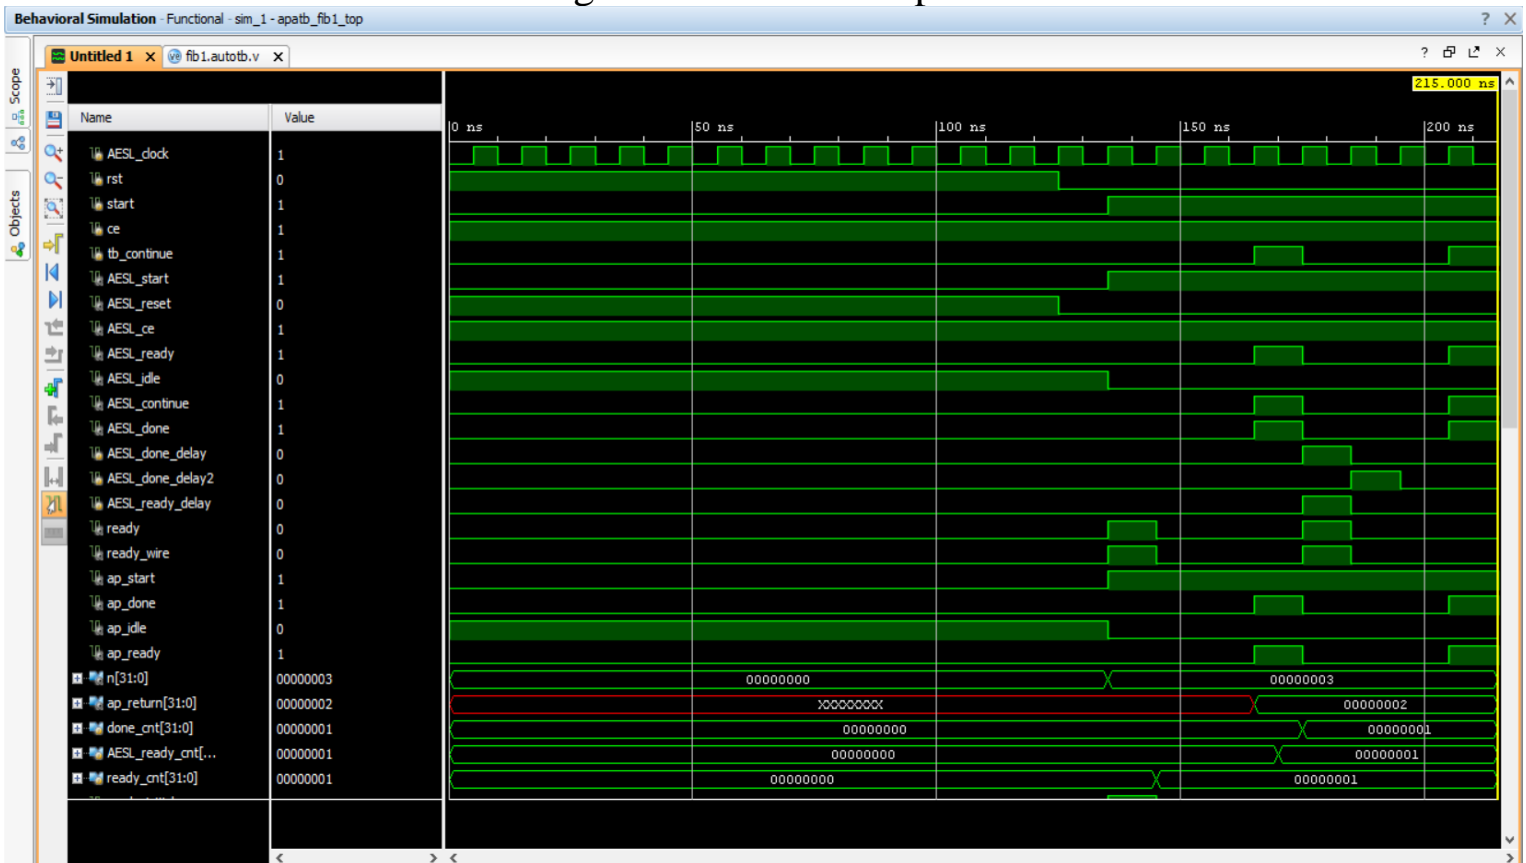 Behavioral Simulation - Functional - sim_1 - apatb_fib1_top
Untitled 1
fib1.autotb.v
Scope
Objects
215.000 ns
Name Value
0 ns 50 ns 100 ns 150 ns 200 ns
AESL_clock 1
rst 0
start 1
ce 1
tb_continue 1
AESL_start 1
AESL_reset 0
AESL_ce 1
AESL_ready 1
AESL_idle 0
AESL_continue 1
AESL_done 1
AESL_done_delay 0
AESL_done_delay2 0
AESL_ready_delay 0
ready 0
ready_wire 0
ap_start 1
ap_done 1
ap_idle 0
ap_ready 1
n[31:0] 00000003 00000000 00000003
ap_return[31:0] 00000002 XXXXXXXX 00000002
done_cnt[31:0] 00000001 00000000 00000001
AESL_ready_cnt[... 00000001 00000000 00000001
ready_cnt[31:0] 00000001 00000000 00000001